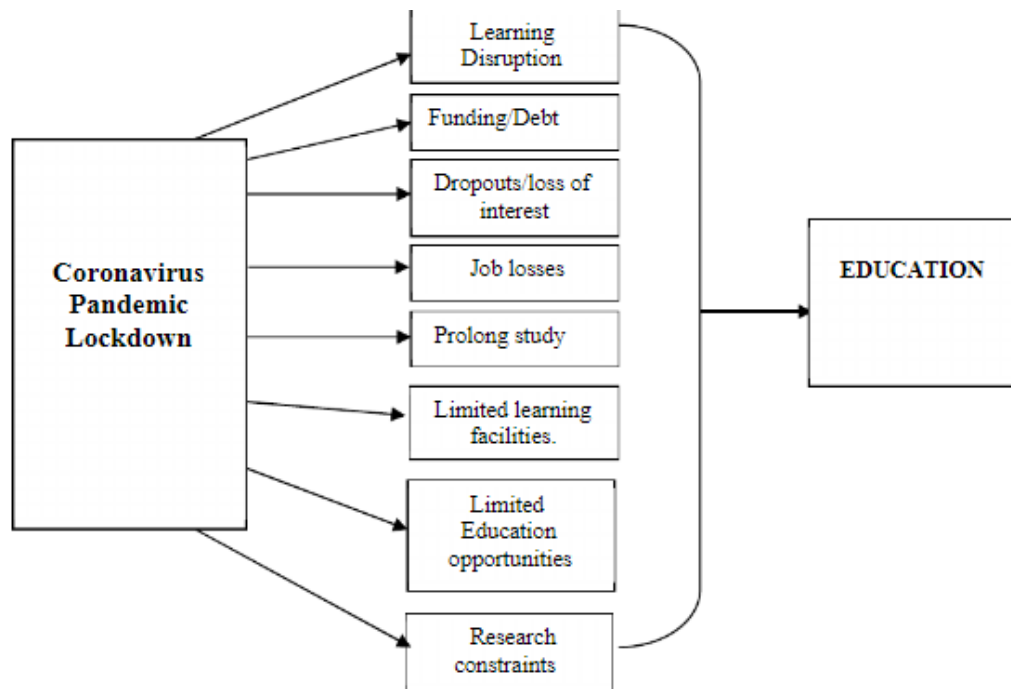 Learning
Disruption
Funding/Debt
Dropouts/loss of
interest
Coronavirus
Pandemic
Lockdown
Job losses
EDUCATION
Prolong study
Limited learning
facilities.
Limited
Education
opportunities
Research
constraints